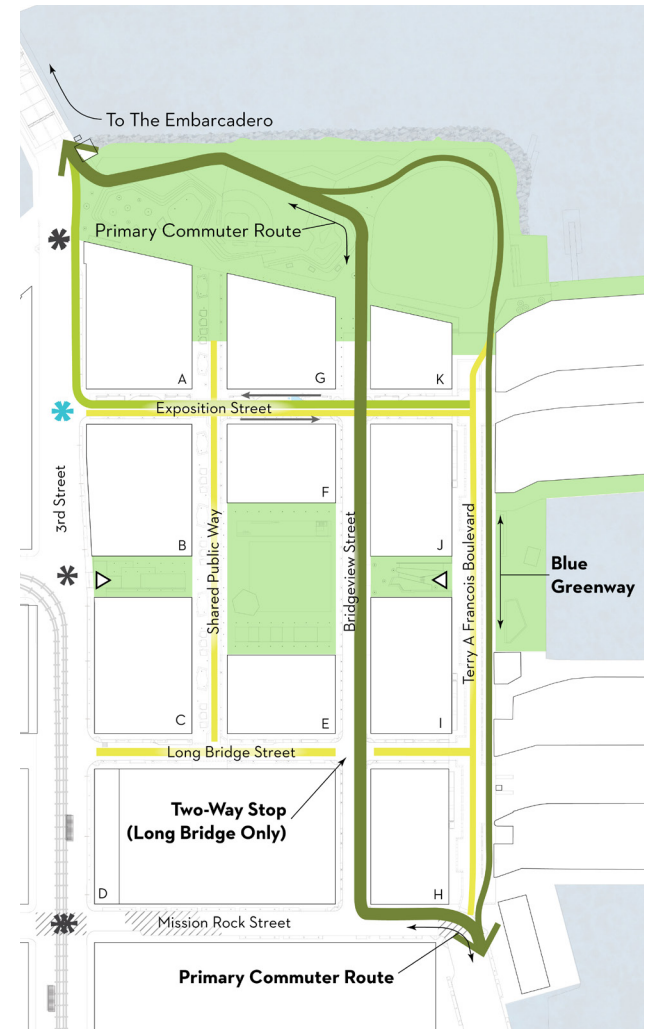 To The Embarcadero
Primary Commuter Route
A
G
K
Exposition Street
3rd Street
F
B
Shared Public Way
Bridgeview Street
J
Terry A Francois Boulevard
Blue
Greenway
C
E
I
Long Bridge Street
Two-Way Stop
(Long Bridge Only)
D
H
Mission Rock Street
Primary Commuter Route